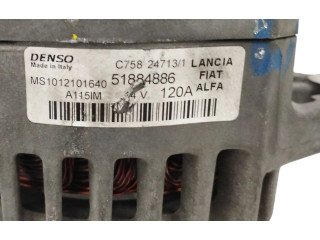 DENSO C758 24713/1 LANCIA
Made in Italy
MS1012101640 51884886 FIAT
A115IM 14 V. 120A ALFA